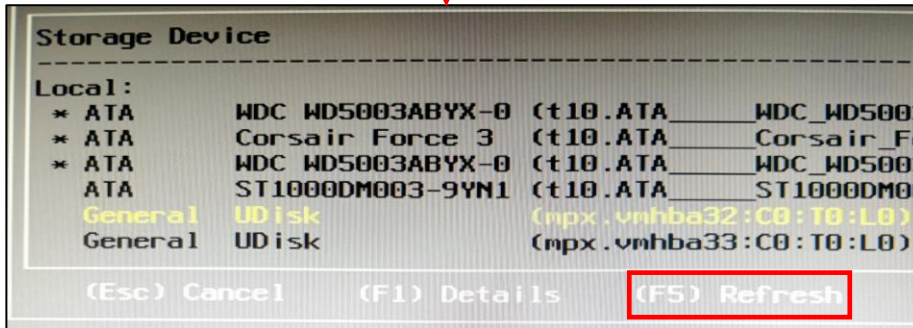 Storage Device
Local:
* ATA WDC WD5003ABYX-0 (t10.ATA_____WDC_WD500
* ATA Corsair Force 3 (t10.ATA_____Corsair_F
* ATA WDC WD5003ABYX-0 (t10.ATA_____WDC_WD500
ATA ST1000DM003-9YN1 (t10.ATA_____ST1000DM0
General UDisk (mpx.vmhba32:C0:T0:L0)
General UDisk (mpx.vmhba33:C0:T0:L0)
(Esc) Cancel (F1) Details (F5) Refresh